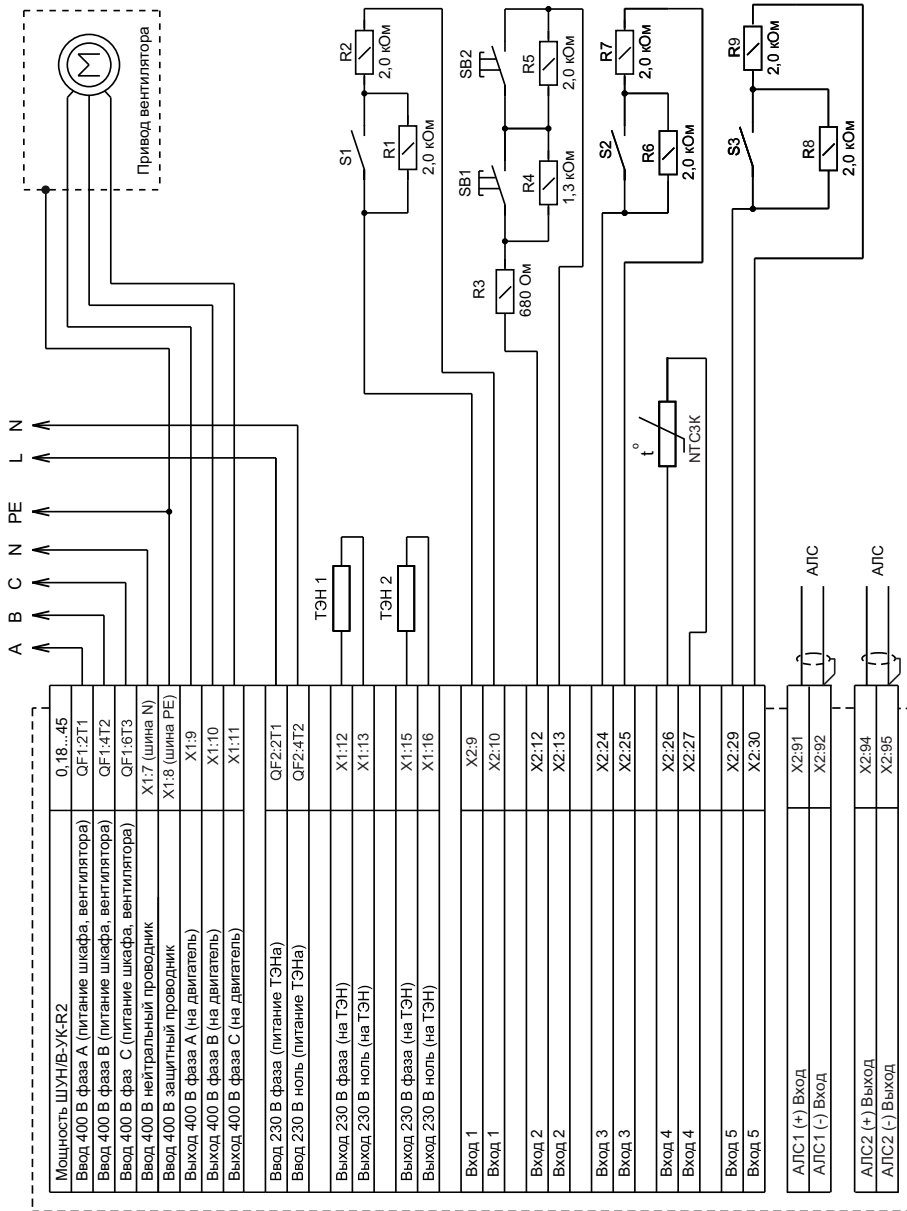 Мощность ШУН/В-УК-R2 0,18...45
Ввод 400 В фаза А (питание шкафа, вентилятора) QF1:2T1
Ввод 400 В фаза В (питание шкафа, вентилятора) QF1:4T2
Ввод 400 В фаз С (питание шкафа, вентилятора) QF1:6T3
Ввод 400 В нейтральный проводник X1:7 (шина N)
Ввод 400 В защитный проводник X1:8 (шина PE)
Выход 400 В фаза А (на двигатель) X1:9
Выход 400 В фаза В (на двигатель) X1:10
Выход 400 В фаза С (на двигатель) X1:11
Ввод 230 В фаза (питание ТЭНа) QF2:2T1
Ввод 230 В ноль (питание ТЭНа) QF2:4T2
Выход 230 В фаза (на ТЭН) X1:12
Выход 230 В ноль (на ТЭН) X1:13
Выход 230 В фаза (на ТЭН) X1:15
Выход 230 В ноль (на ТЭН) X1:16
Вход 1 X2:9
Вход 1 X2:10
Вход 2 X2:12
Вход 2 X2:13
Вход 3 X2:24
Вход 3 X2:25
Вход 4 X2:26
Вход 4 X2:27
Вход 5 X2:29
Вход 5 X2:30
АЛС1 (+) Вход X2:91
АЛС1 (-) Вход X2:92
АЛС2 (+) Выход X2:94
АЛС2 (-) Выход X2:95
A
B
C
N
PE
L
N
M
Привод вентилятора
ТЭН 1
ТЭН 2
S1
R1
2,0 кОм
R2
2,0 кОм
R3
680 Ом
SB1
R4
1,3 кОм
SB2
R5
2,0 кОм
S2
R6
2,0 кОм
R7
2,0 кОм
t°
NTC3K
S3
R8
2,0 кОм
R9
2,0 кОм
АЛС
АЛС